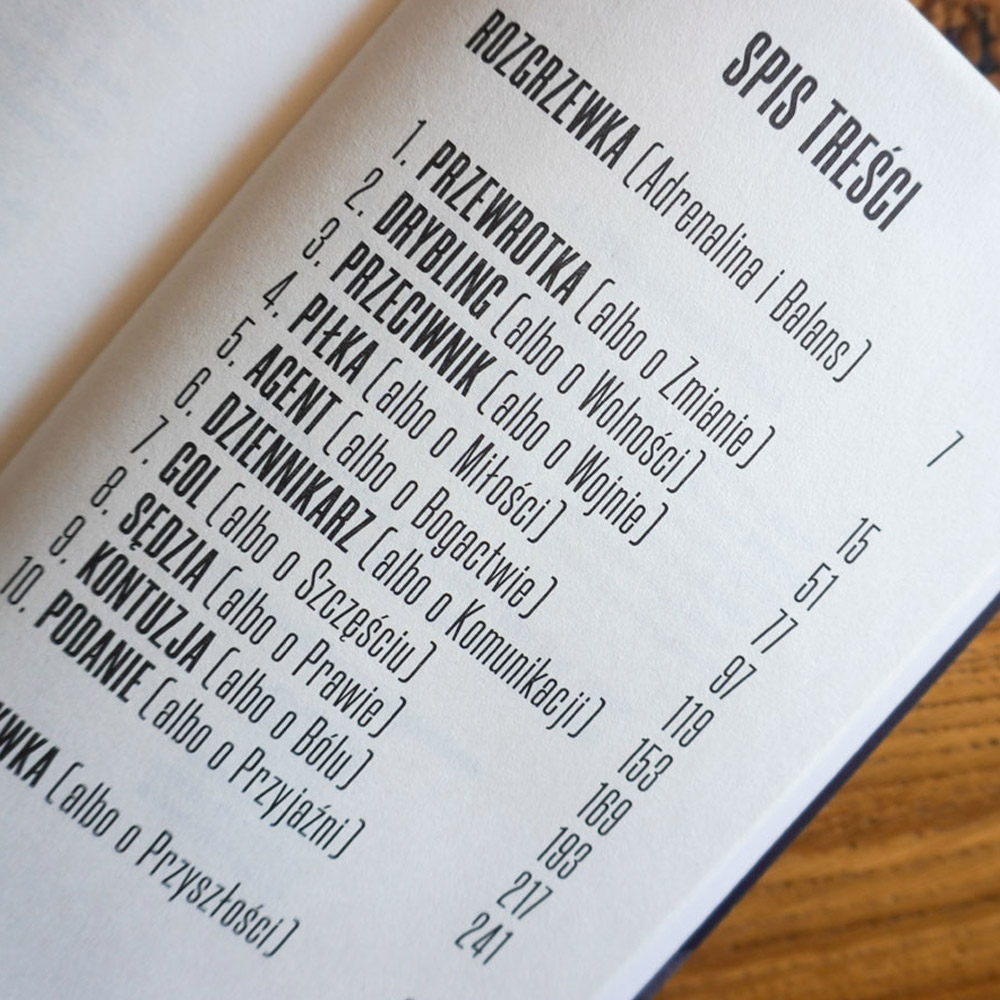 SPIS TREŚCI
ROZGRZEWKA (Adrenalina i Balans) 7
1. PRZEWROTKA (albo o Zmianie) 15
2. DRYBLING (albo o Wolności) 51
3. PRZECIWNIK (albo o Wojnie) 77
4. PIŁKA (albo o Miłości) 97
5. AGENT (albo o Bogactwie) 119
6. DZIENNIKARZ (albo o Komunikacji) 153
7. GOL (albo o Szczęściu) 169
8. SĘDZIA (albo o Prawie) 193
9. KONTUZJA (albo o Bólu) 217
10. PODANIE (albo o Przyjaźni) 241
WKA (albo o Przyszłości)